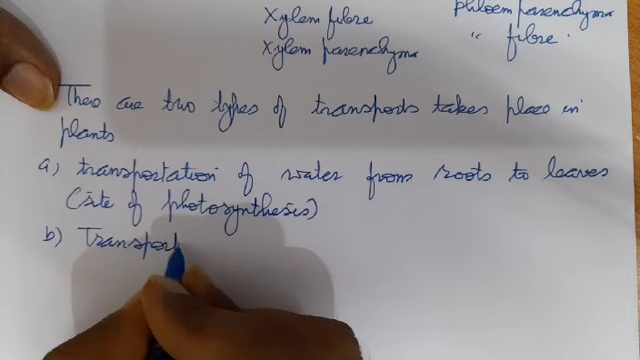 Xylem fibre
Phloem parenchyma
Xylem parenchyma
" fibre.
There are two types of transports takes place in
plants
a) transportation of water from roots to leaves
(site of photosynthesis)
b) Transport